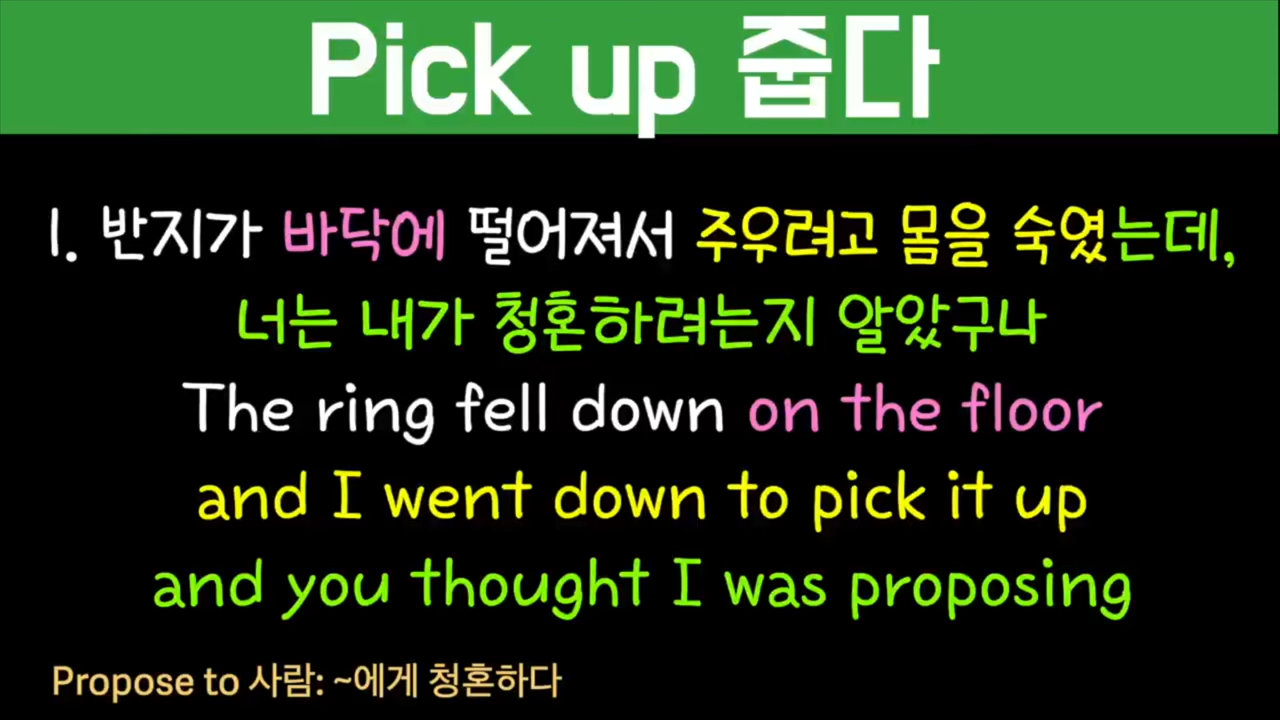 Pick up 줍다
1. 반지가 바닥에 떨어져서 주우려고 몸을 숙였는데,
너는 내가 청혼하려는지 알았구나
The ring fell down on the floor
and I went down to pick it up
and you thought I was proposing
Propose to 사람: ~에게 청혼하다